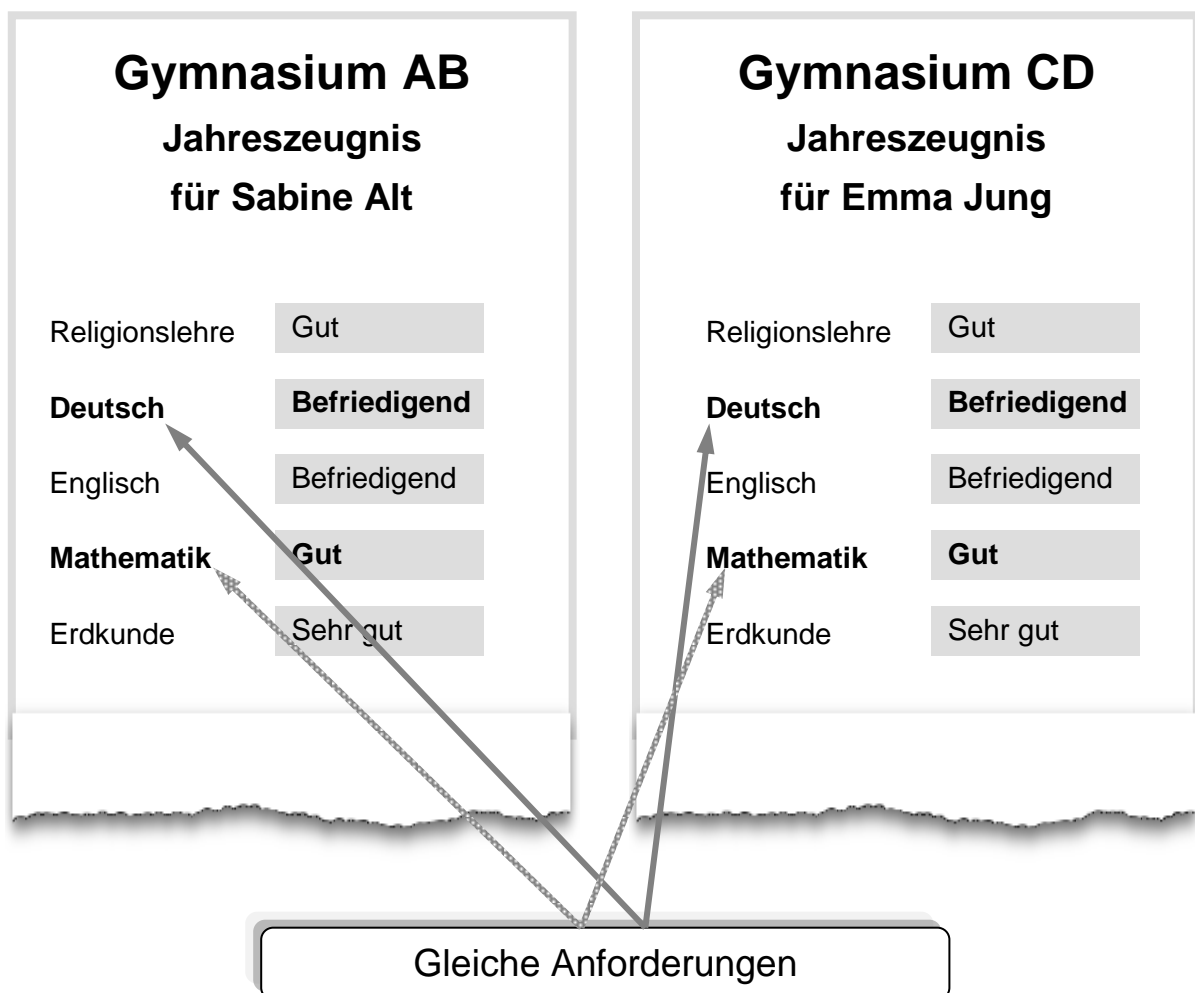 Gymnasium AB
Jahreszeugnis
für Sabine Alt
Religionslehre Gut
Deutsch Befriedigend
Englisch Befriedigend
Mathematik Gut
Erdkunde Sehr gut
Gymnasium CD
Jahreszeugnis
für Emma Jung
Religionslehre Gut
Deutsch Befriedigend
Englisch Befriedigend
Mathematik Gut
Erdkunde Sehr gut
Gleiche Anforderungen